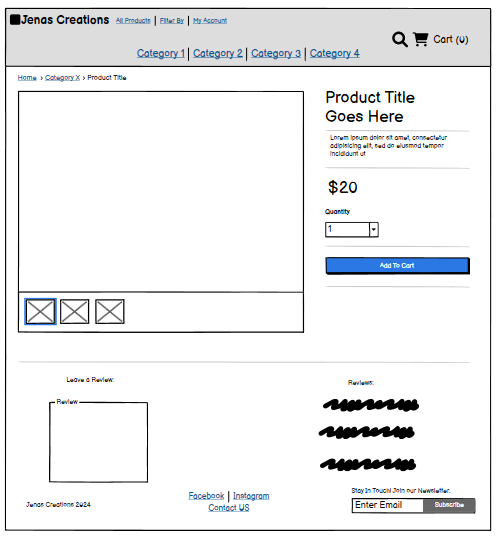 Jenas Creations All Products | Filter By | My Account
Cart (0)
Category 1 | Category 2 | Category 3 | Category 4
Home > Category X > Product Title
Product Title
Goes Here
Lorem ipsum dolor sit amet, consectetur
adipiscing elit, sed do eiusmod tempor
incididunt ut
$20
Quantity
1
Add To Cart
Leave a Review:
Review
Reviews:
Facebook | Instagram
Contact US
Jenas Creations 2024
Stay In Touch! Join our Newsletter.
Enter Email
Subscribe